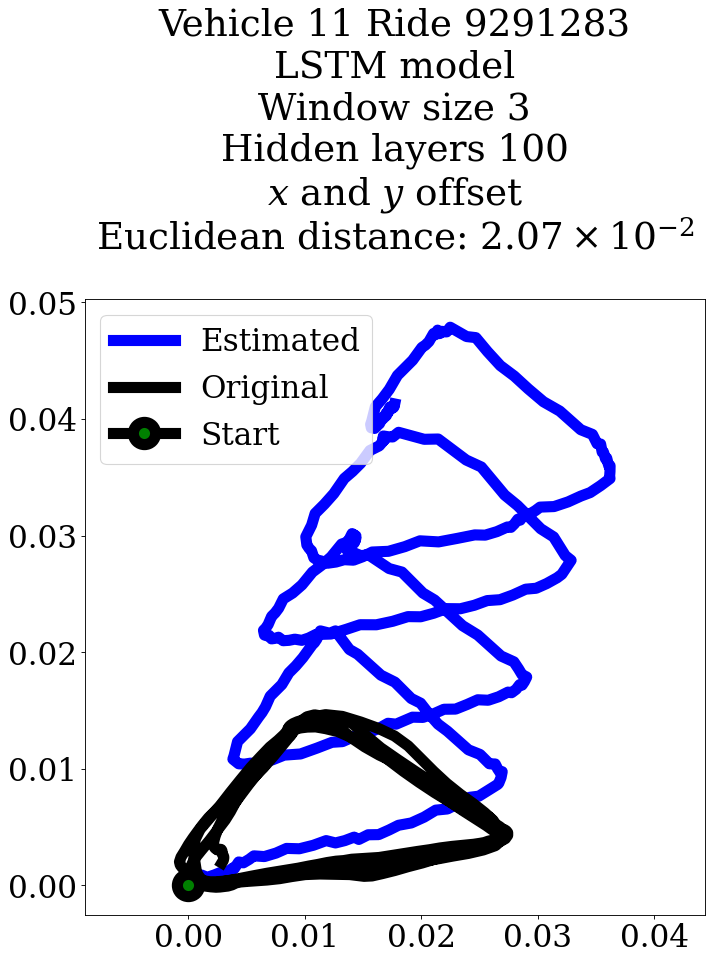 Vehicle 11 Ride 9291283
LSTM model
Window size 3
Hidden layers 100
x and y offset
Euclidean distance: 2.07 × 10⁻²
0.05
0.04
0.03
0.02
0.01
0.00
Estimated
Original
Start
0.00 0.01 0.02 0.03 0.04